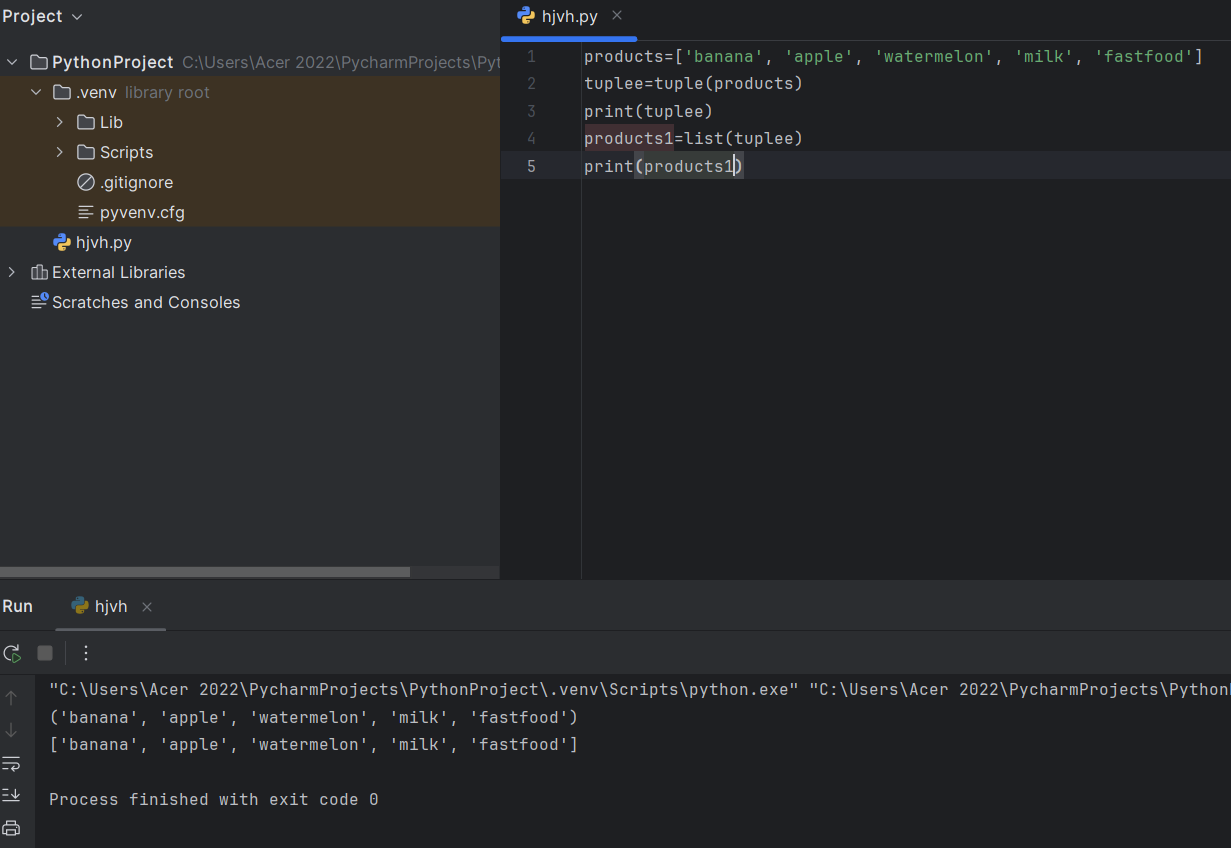 Project
PythonProject C:\Users\Acer 2022\PycharmProjects\Pyt
.venv library root
Lib
Scripts
.gitignore
pyvenv.cfg
hjvh.py
External Libraries
Scratches and Consoles
hjvh.py
1 products=['banana', 'apple', 'watermelon', 'milk', 'fastfood']
2 tuplee=tuple(products)
3 print(tuplee)
4 products1=list(tuplee)
5 print(products1)
Run hjvh
"C:\Users\Acer 2022\PycharmProjects\PythonProject\.venv\Scripts\python.exe" "C:\Users\Acer 2022\PycharmProjects\Python
('banana', 'apple', 'watermelon', 'milk', 'fastfood')
['banana', 'apple', 'watermelon', 'milk', 'fastfood']
Process finished with exit code 0